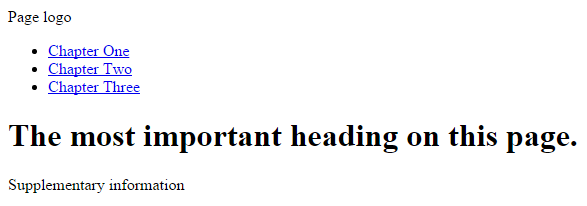 Page logo
Chapter One
Chapter Two
Chapter Three
The most important heading on this page.
Supplementary information